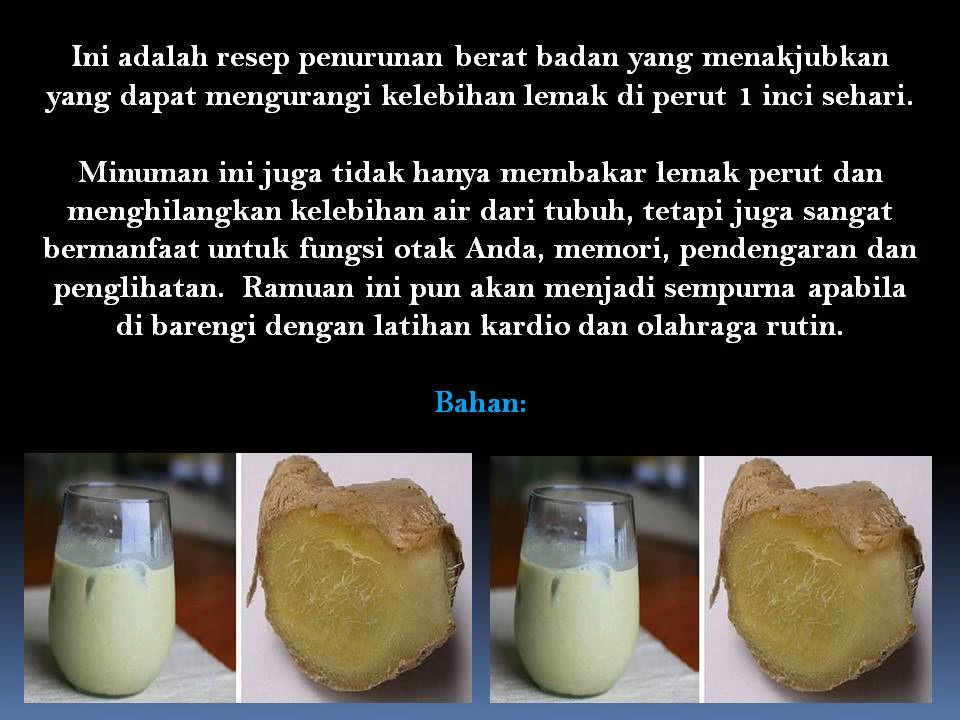 Ini adalah resep penurunan berat badan yang menakjubkan
yang dapat mengurangi kelebihan lemak di perut 1 inci sehari.
Minuman ini juga tidak hanya membakar lemak perut dan
menghilangkan kelebihan air dari tubuh, tetapi juga sangat
bermanfaat untuk fungsi otak Anda, memori, pendengaran dan
penglihatan. Ramuan ini pun akan menjadi sempurna apabila
di barengi dengan latihan kardio dan olahraga rutin.
Bahan: